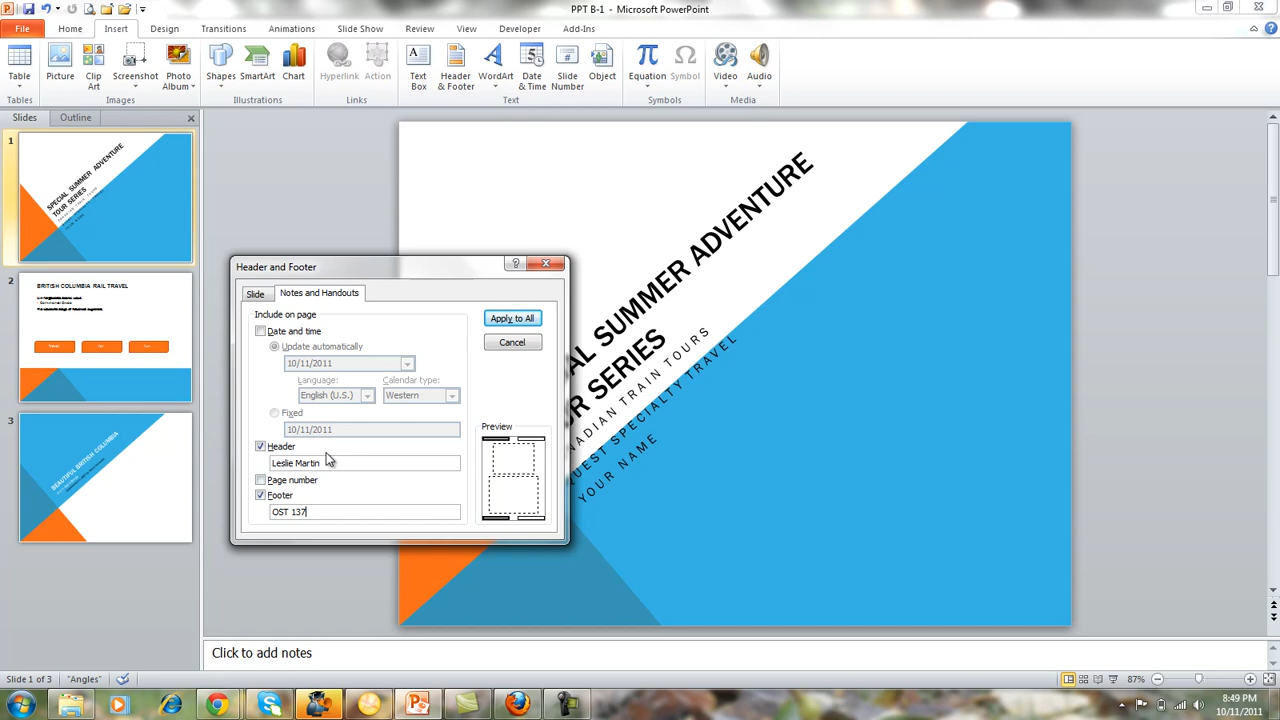 PPT B-1 - Microsoft PowerPoint
File Home Insert Design Transitions Animations Slide Show Review View Developer Add-Ins
Table
Picture
Clip Art
Screenshot
Photo Album
Shapes
SmartArt
Chart
Hyperlink
Action
Text Box
Header & Footer
WordArt
Date & Time
Slide Number
Object
Equation
Symbol
Video
Audio
Tables Images Illustrations Links Text Symbols Media
Slides Outline
1
SPECIAL SUMMER ADVENTURE
TOUR SERIES
2
BRITISH COLUMBIA RAIL TRAVEL
3
BEAUTIFUL BRITISH COLUMBIA
Header and Footer
Slide Notes and Handouts
Include on page
Date and time
Update automatically
10/11/2011
Language: Calendar type:
English (U.S.) Western
Fixed
10/11/2011
Header
Leslie Martin
Page number
Footer
OST 137
Apply to All
Cancel
Preview
AL SUMMER ADVENTURE
R SERIES
NADIAN TRAIN TOURS
UEST SPECIALTY TRAVEL
YOUR NAME
Click to add notes
Slide 1 of 3 "Angles" 87%
8:49 PM
10/11/2011